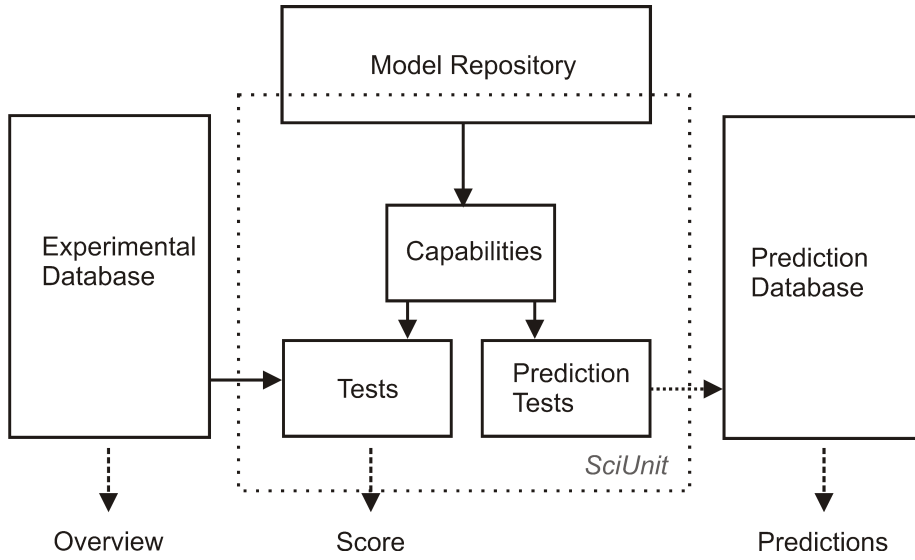 Model Repository
Experimental
Database
Capabilities
Prediction
Database
Tests
Prediction
Tests
SciUnit
Overview
Score
Predictions